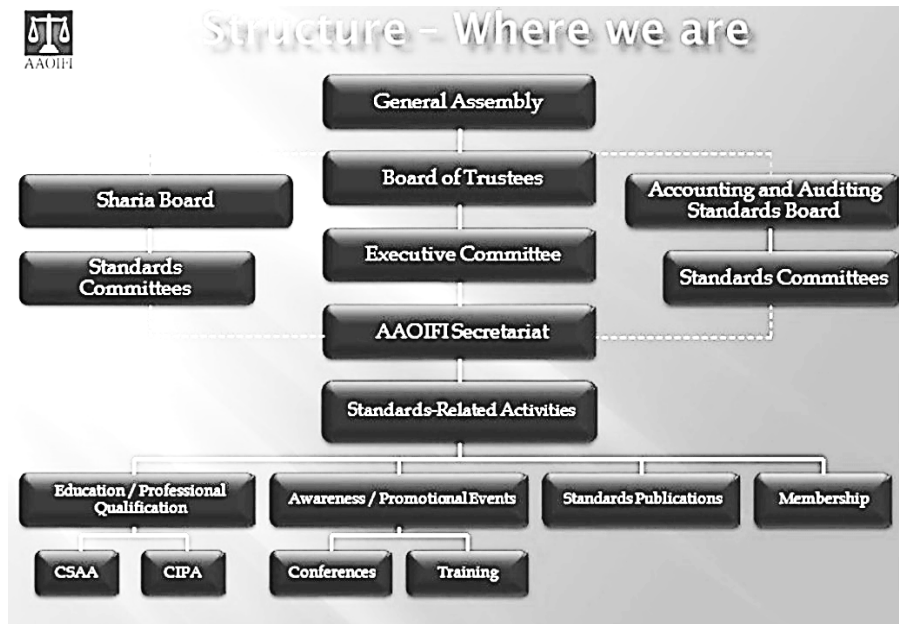 Structure – Where we are
AAOIFI
General Assembly
Board of Trustees
Sharia Board
Accounting and Auditing
Standards Board
Executive Committee
Standards
Committees
Standards Committees
AAOIFI Secretariat
Standards-Related Activities
Education / Professional
Qualification
Awareness / Promotional Events
Standards Publications
Membership
CSAA
CIPA
Conferences
Training